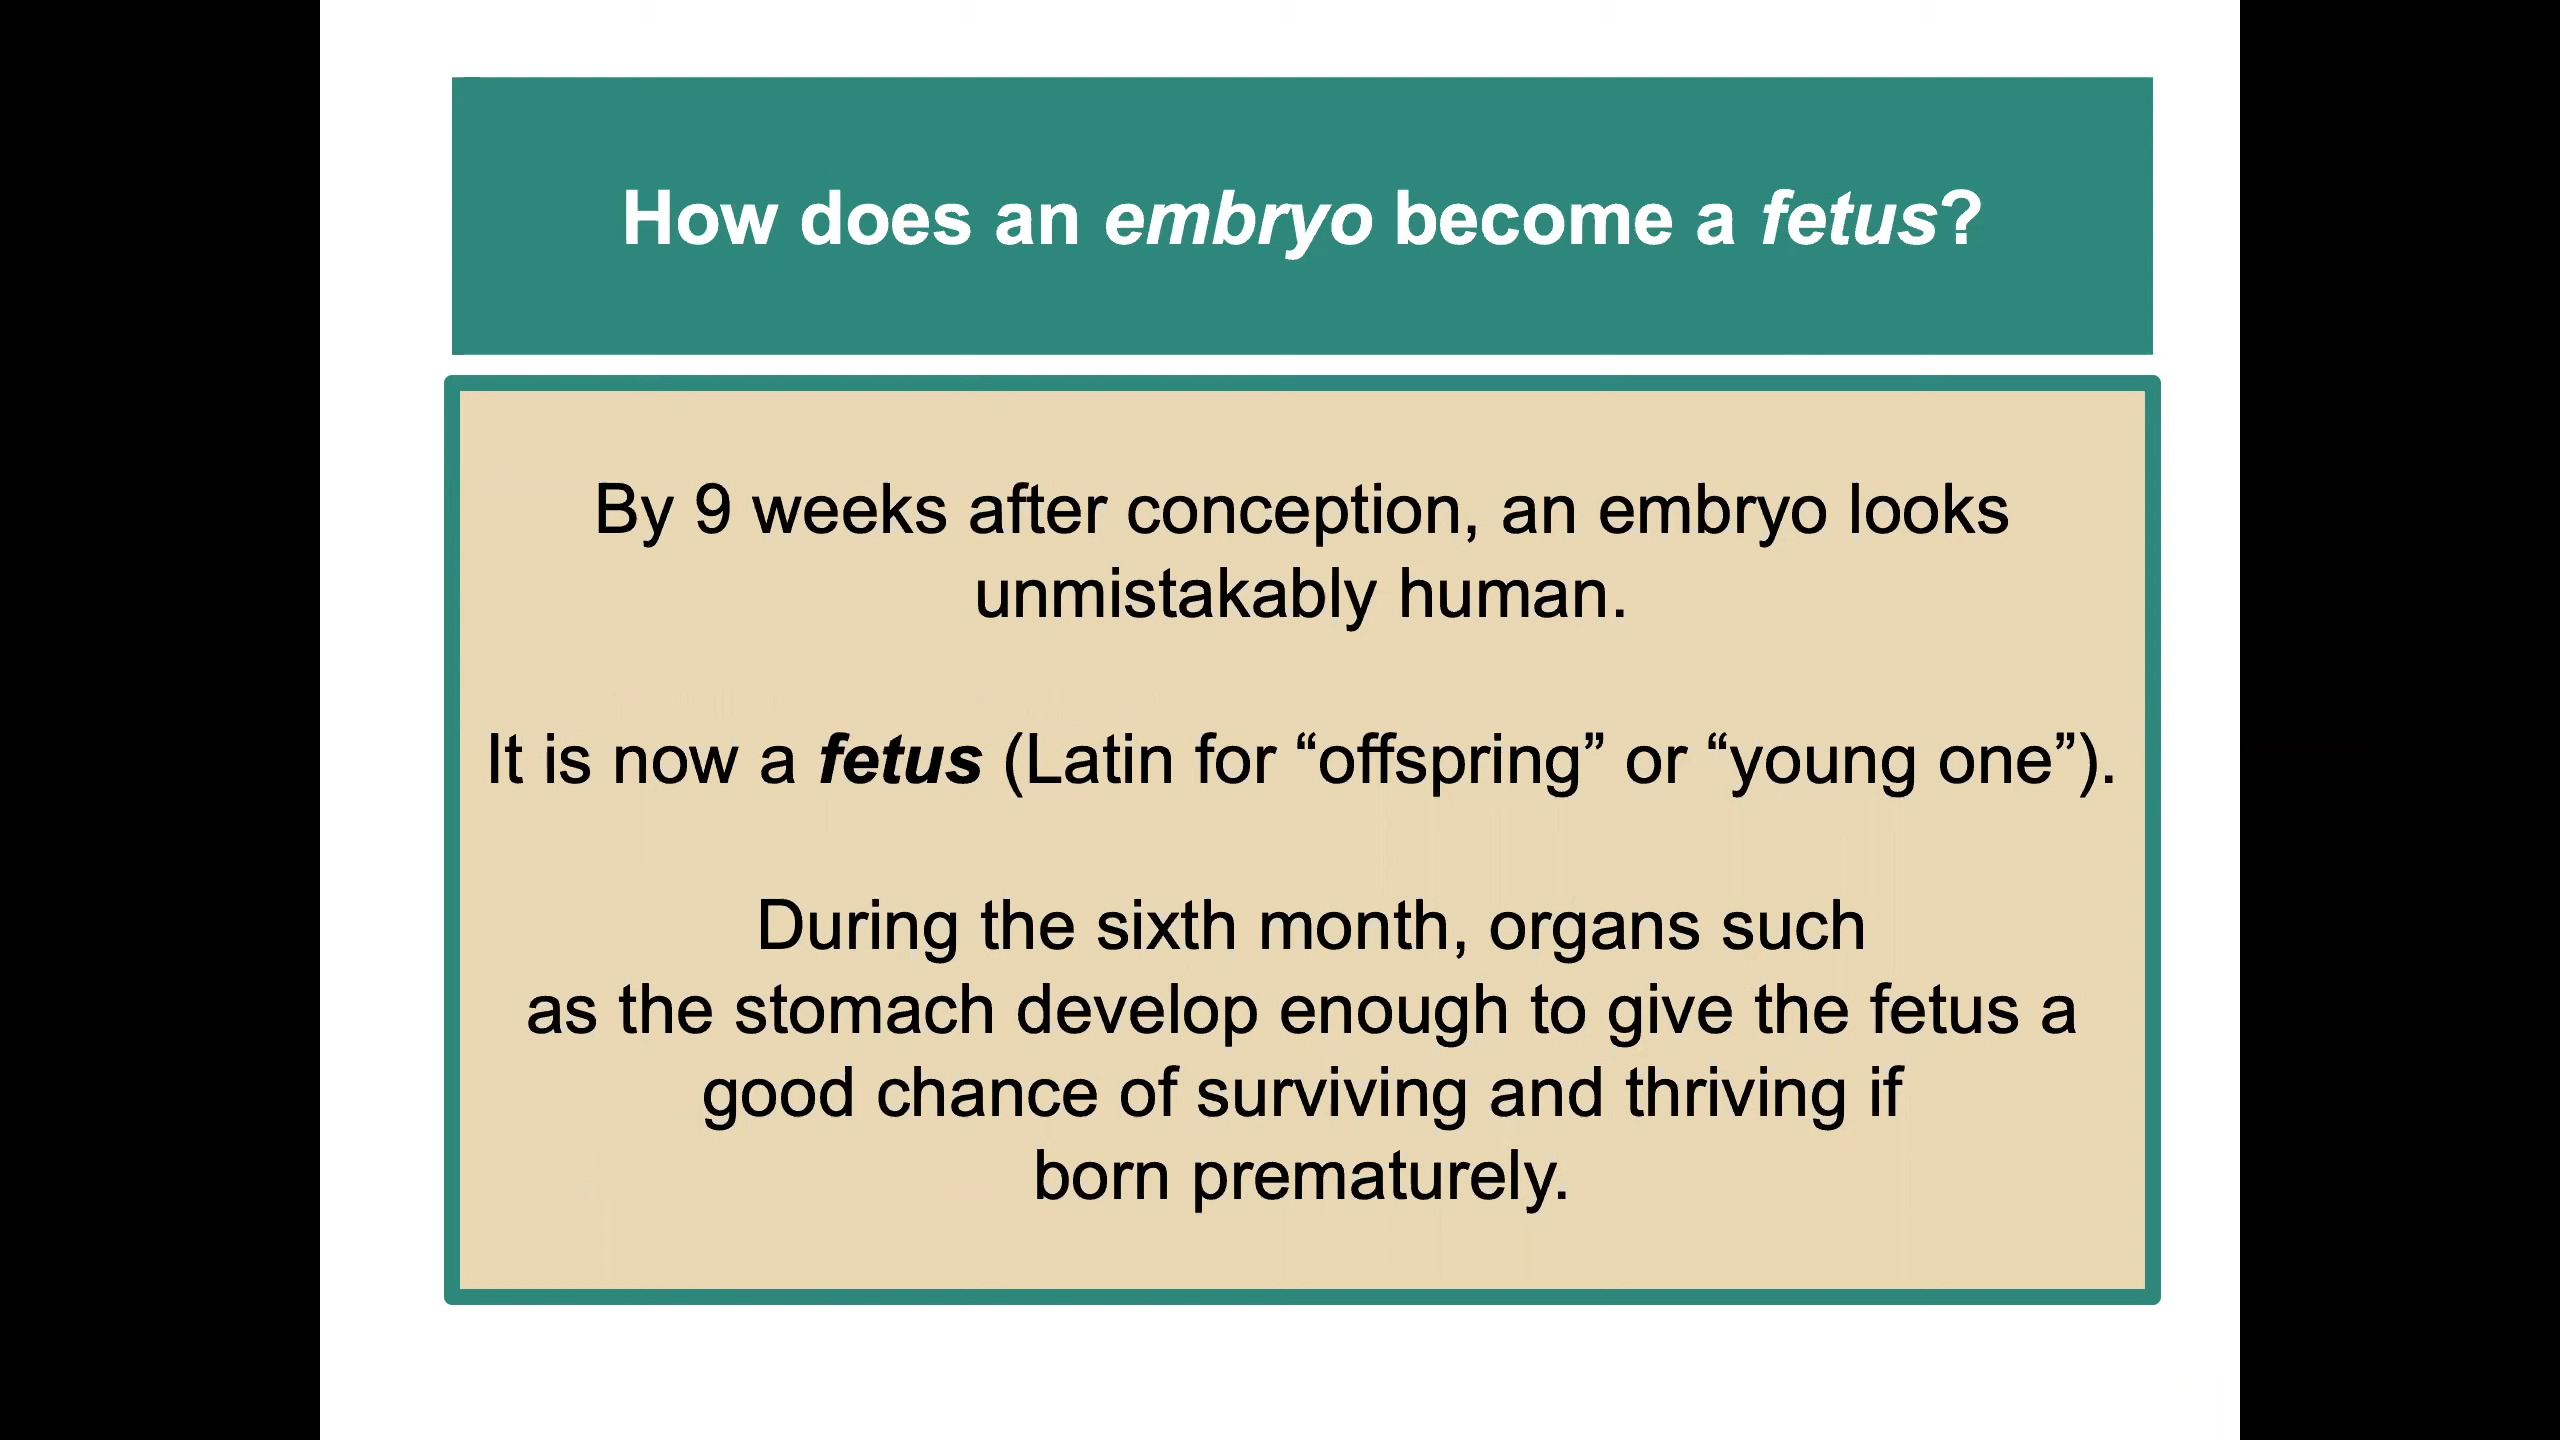 How does an embryo become a fetus?
By 9 weeks after conception, an embryo looks
unmistakably human.
It is now a fetus (Latin for “offspring” or “young one”).
During the sixth month, organs such
as the stomach develop enough to give the fetus a
good chance of surviving and thriving if
born prematurely.